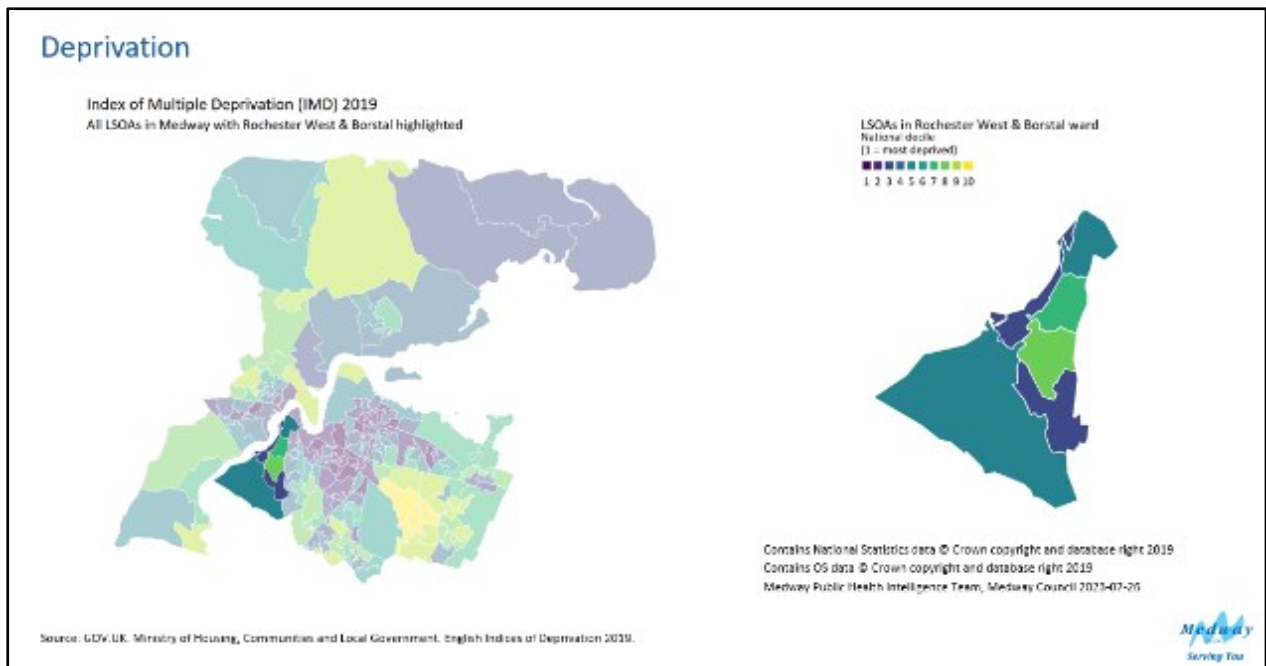 Deprivation
Index of Multiple Deprivation (IMD) 2019
All LSOAs in Medway with Rochester West & Borstal highlighted
LSOAs in Rochester West & Borstal ward
National decile
(1 = most deprived)
1 2 3 4 5 6 7 8 9 10
Contains National Statistics data © Crown copyright and database right 2019
Contains OS data © Crown copyright and database right 2019
Medway Public Health Intelligence Team, Medway Council 2023-07-26
Source: GOV.UK. Ministry of Housing, Communities and Local Government. English Indices of Deprivation 2019.
Medway
Serving You